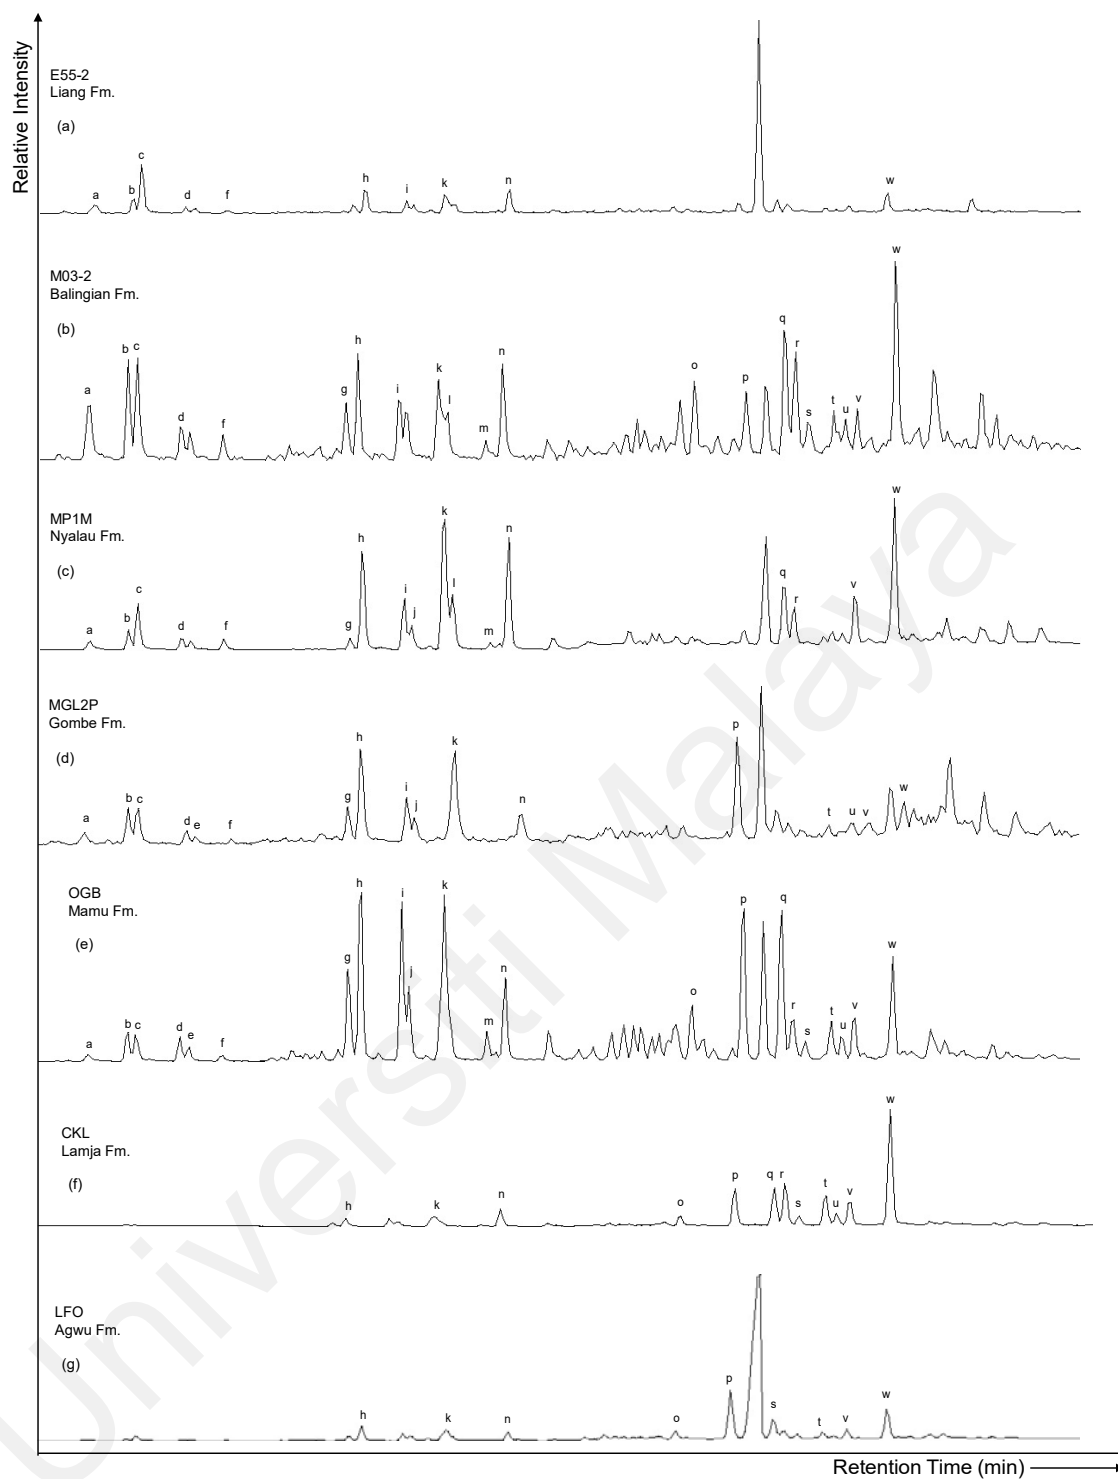 Relative Intensity
E55-2
Liang Fm.
(a)
a b c d f h i k n w
M03-2
Balingian Fm.
(b)
a b c d f g h i k l m n o p q r s t u v w
MP1M
Nyalau Fm.
(c)
a b c d f g h i j k l m n q r v w
MGL2P
Gombe Fm.
(d)
a b c d e f g h i j k n p t u v w
OGB
Mamu Fm.
(e)
a b c d e f g h i j k m n o p q r s t u v w
CKL
Lamja Fm.
(f)
h k n o p q r s t u v w
LFO
Agwu Fm.
(g)
h k n o p s t v w
Retention Time (min)
Universiti Malaya